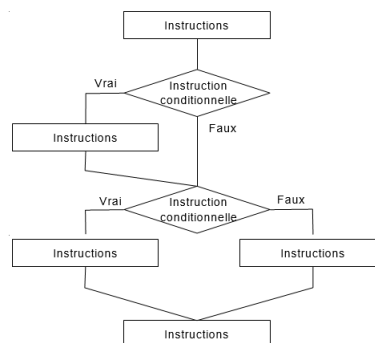 Instructions
Vrai
Instruction
conditionnelle
Faux
Instructions
Vrai
Instruction
conditionnelle
Faux
Instructions
Instructions
Instructions